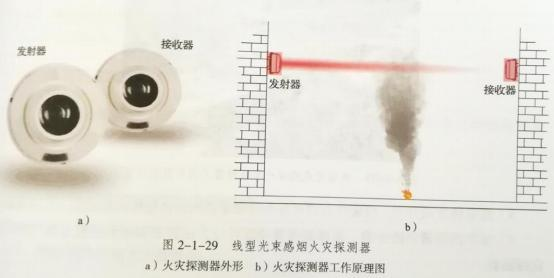 发射器
接收器
发射器
接收器
a）
b）
图 2-1-29 线型光束感烟火灾探测器
a）火灾探测器外形 b）火灾探测器工作原理图